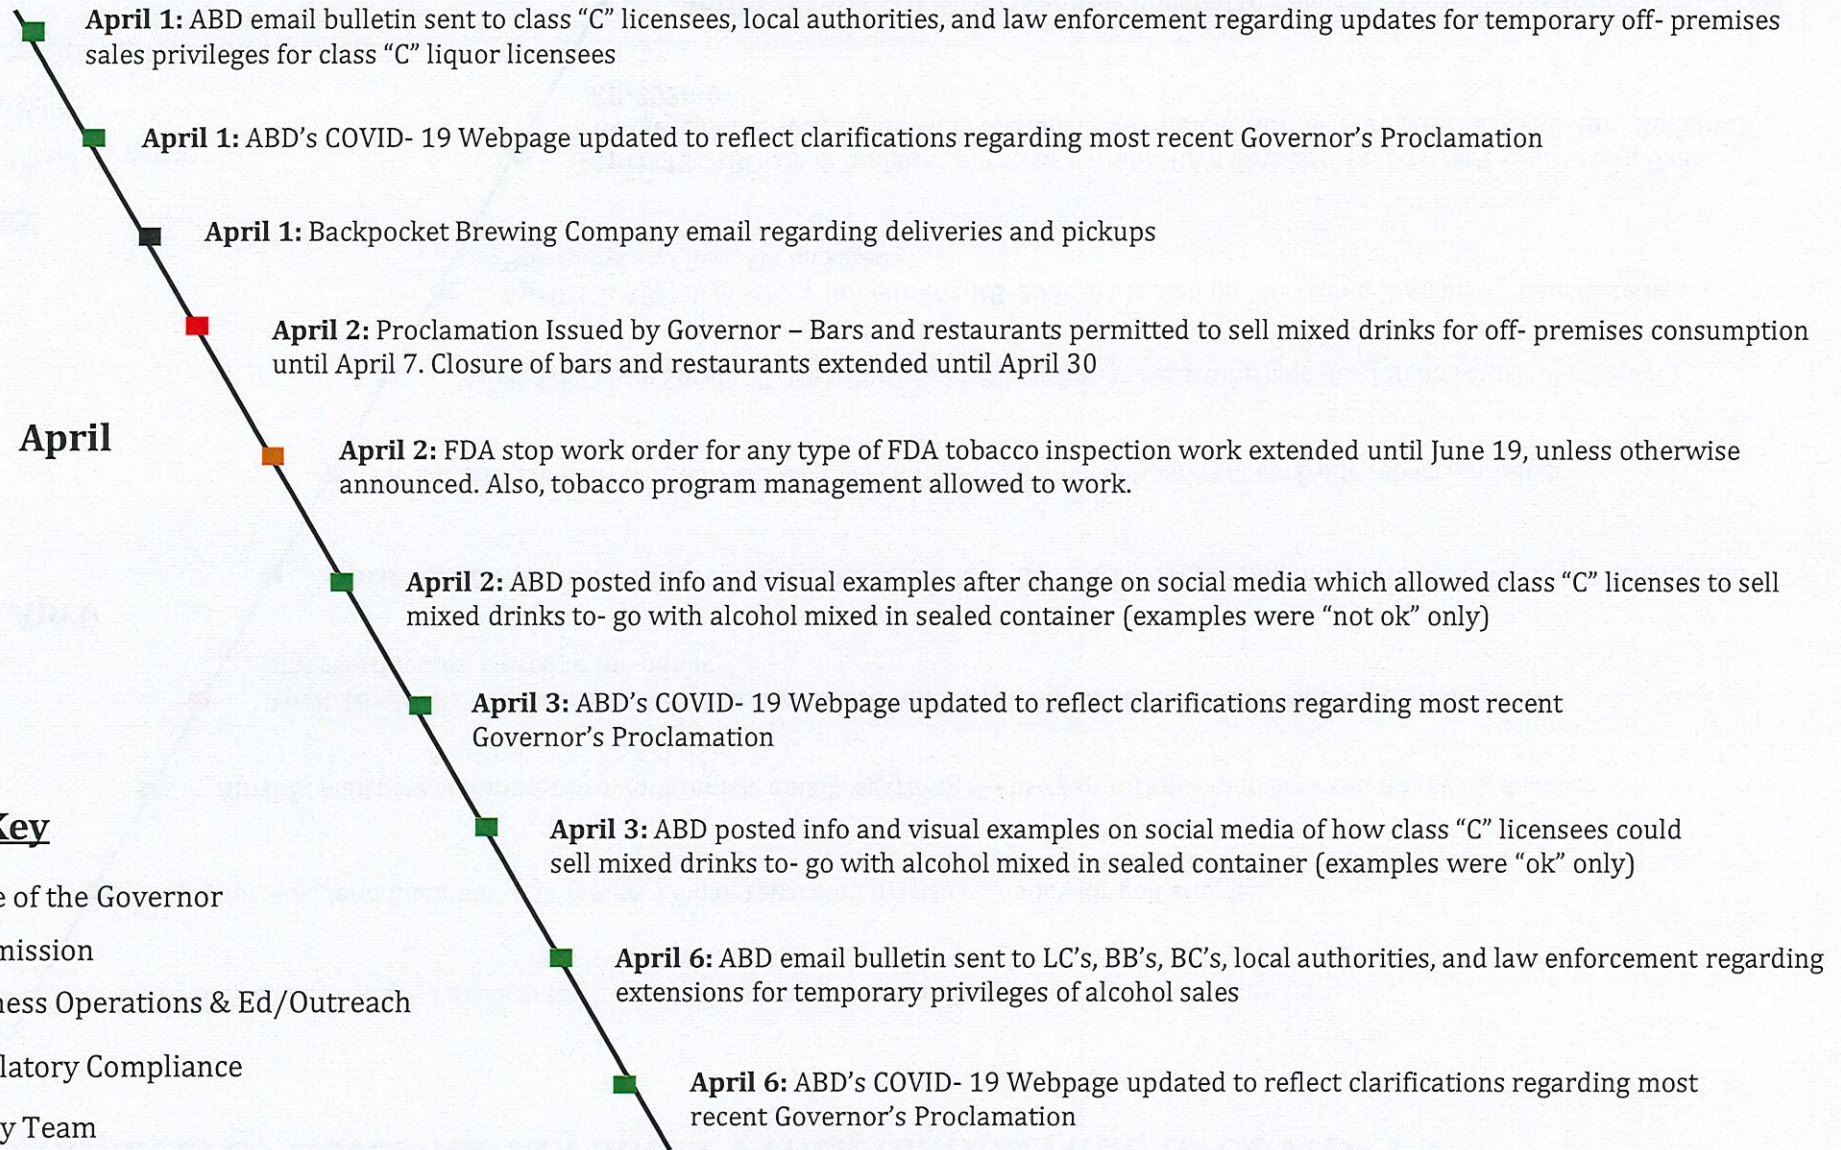 April 1: ABD email bulletin sent to class “C” licensees, local authorities, and law enforcement regarding updates for temporary off- premises
sales privileges for class “C” liquor licensees
April 1: ABD’s COVID- 19 Webpage updated to reflect clarifications regarding most recent Governor’s Proclamation
April 1: Backpocket Brewing Company email regarding deliveries and pickups
April 2: Proclamation Issued by Governor – Bars and restaurants permitted to sell mixed drinks for off- premises consumption
until April 7. Closure of bars and restaurants extended until April 30
April
April 2: FDA stop work order for any type of FDA tobacco inspection work extended until June 19, unless otherwise
announced. Also, tobacco program management allowed to work.
April 2: ABD posted info and visual examples after change on social media which allowed class “C” licenses to sell
mixed drinks to- go with alcohol mixed in sealed container (examples were “not ok” only)
April 3: ABD’s COVID- 19 Webpage updated to reflect clarifications regarding most recent
Governor’s Proclamation
April 3: ABD posted info and visual examples on social media of how class “C” licensees could
sell mixed drinks to- go with alcohol mixed in sealed container (examples were “ok” only)
April 6: ABD email bulletin sent to LC’s, BB’s, BC’s, local authorities, and law enforcement regarding
extensions for temporary privileges of alcohol sales
April 6: ABD’s COVID- 19 Webpage updated to reflect clarifications regarding most
recent Governor’s Proclamation
Key
e of the Governor
mission
ness Operations & Ed/Outreach
latory Compliance
y Team